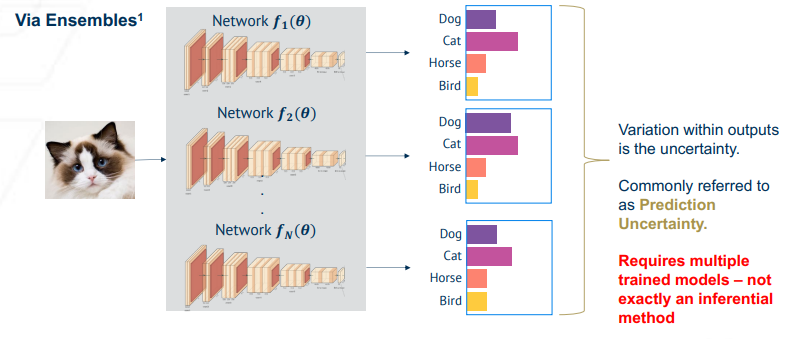 Via Ensembles¹
Network f₁(θ)
Dog
Cat
Horse
Bird
Network f₂(θ)
Dog
Cat
Horse
Bird
.
.
.
Network f_N(θ)
Dog
Cat
Horse
Bird
Variation within outputs
is the uncertainty.
Commonly referred to
as Prediction
Uncertainty.
Requires multiple
trained models – not
exactly an inferential
method